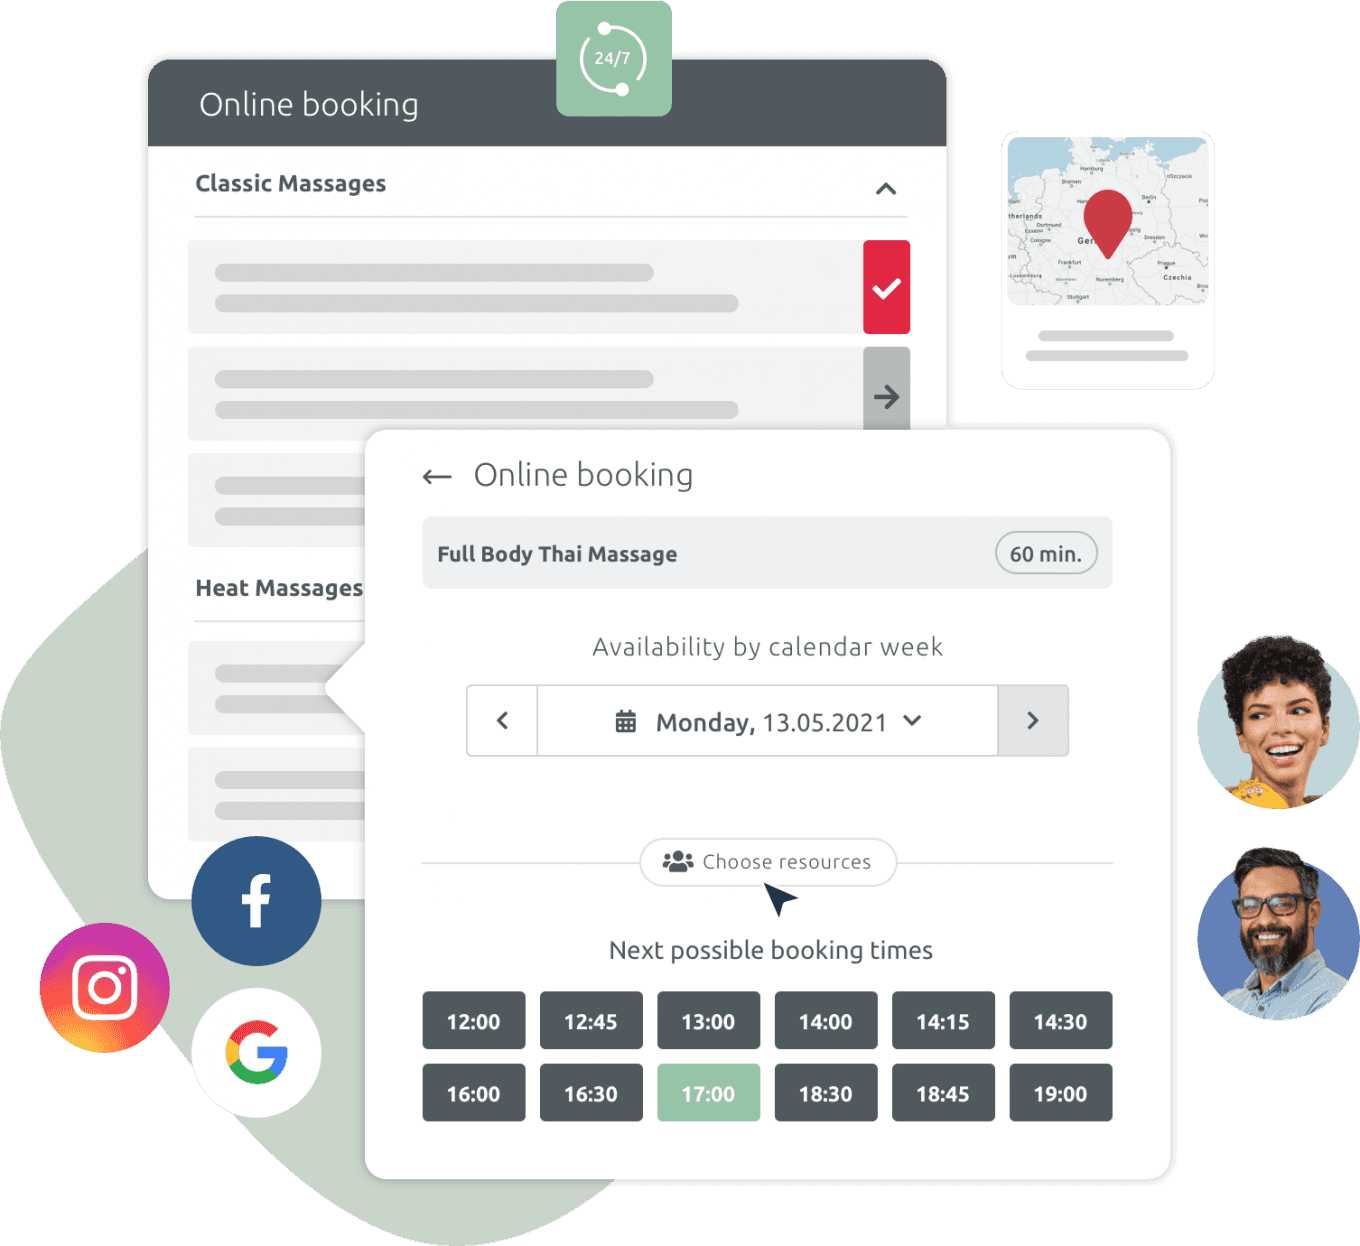 24/7
Online booking
Classic Massages
Hamburg
Bremen
Berlin
Szczecin
therlands
Dortmund
Essen
Cologne
Dresden
Frankfurt
Prague
Czechia
Luxembourg
Mannheim
Nuremberg
Stuttgart
Heat Massages
Online booking
Full Body Thai Massage
60 min.
Availability by calendar week
Monday, 13.05.2021
Choose resources
Next possible booking times
12:00 12:45 13:00 14:00 14:15 14:30
16:00 16:30 17:00 18:30 18:45 19:00